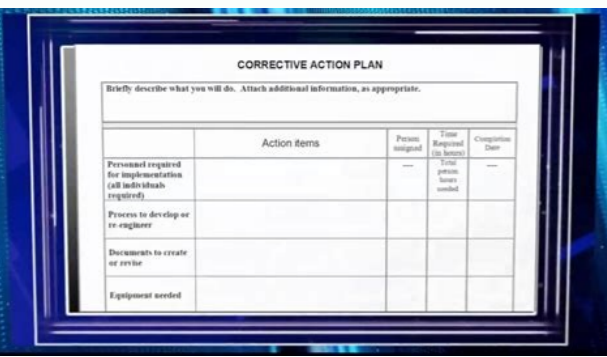 CORRECTIVE ACTION PLAN
Briefly describe what you will do. Attach additional information, as appropriate.
Action items
Person
assigned
Time
Required
(in hours)
Completion
Date
Personnel required
for implementation
(all individuals
required)
—
Total
person
hours
needed
—
Process to develop or
re-engineer
Documents to create
or revise
Equipment needed